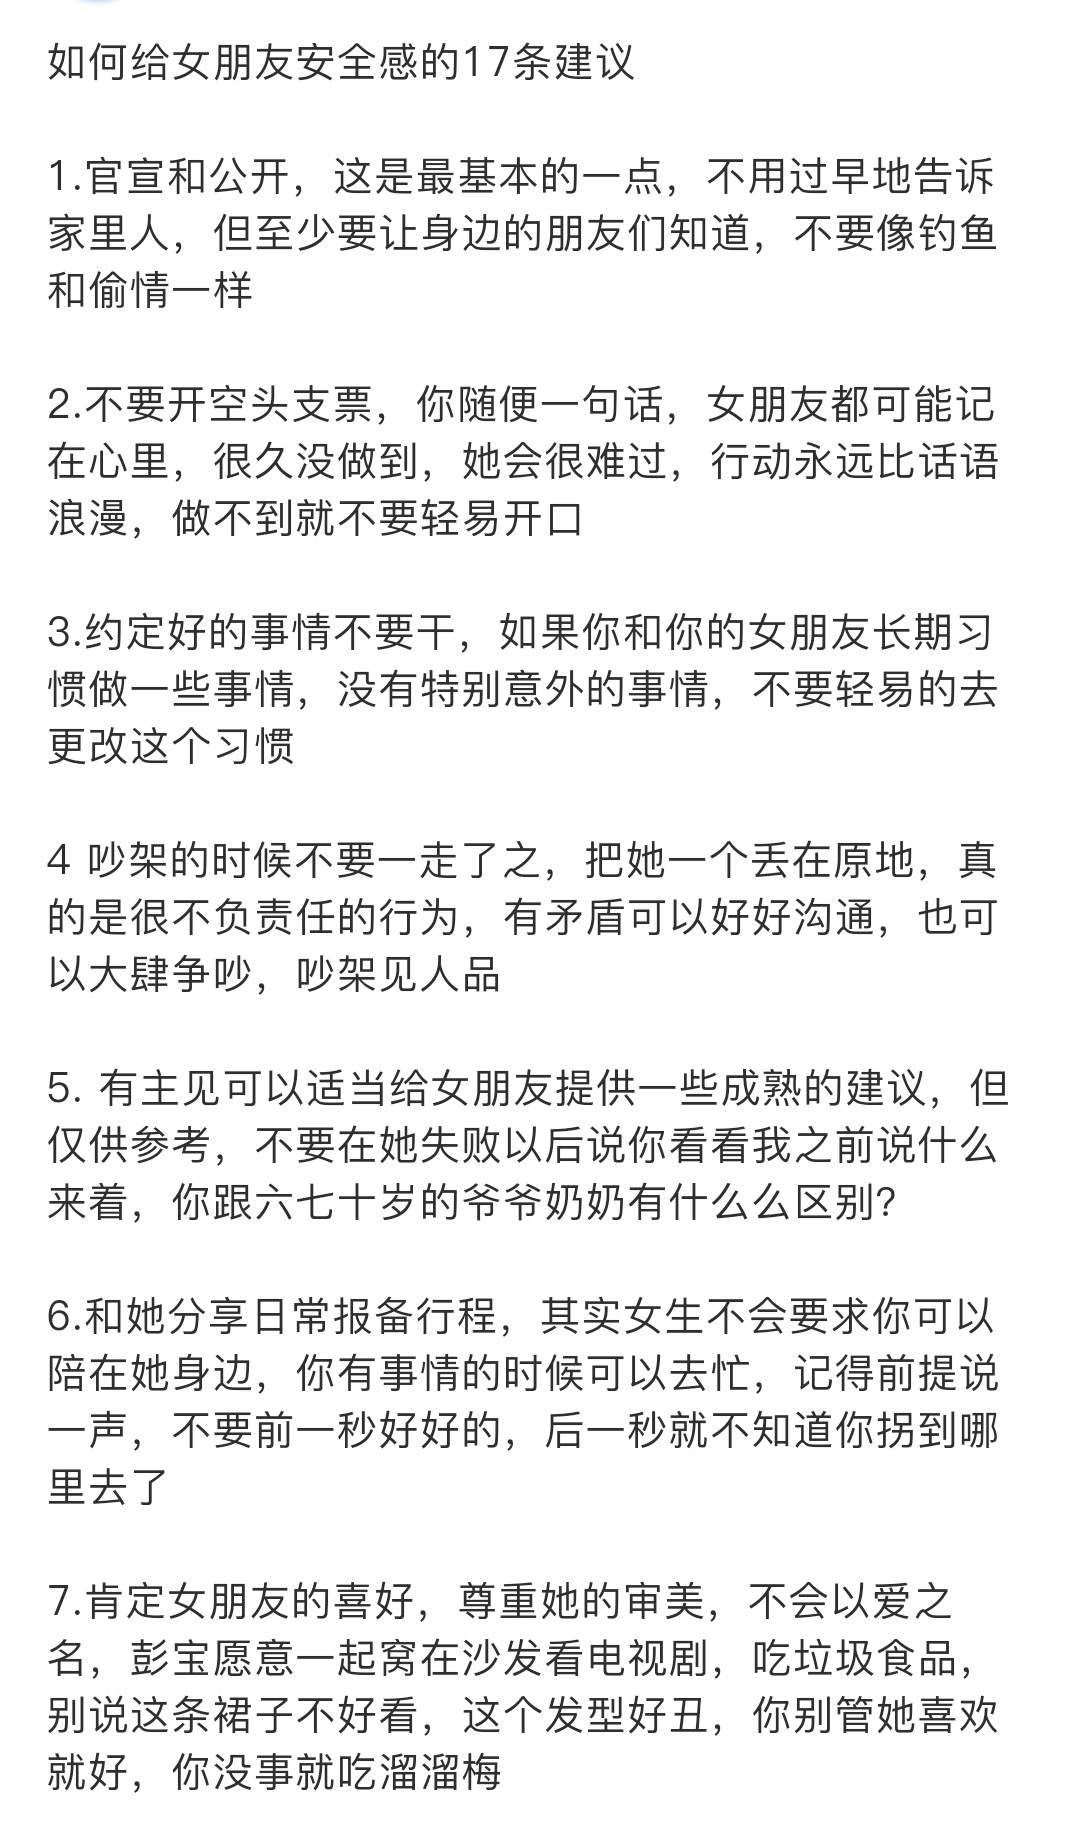 如何给女朋友安全感的17条建议
1.官宣和公开，这是最基本的一点，不用过早地告诉
家里人，但至少要让身边的朋友们知道，不要像钓鱼
和偷情一样
2.不要开空头支票，你随便一句话，女朋友都可能记
在心里，很久没做到，她会很难过，行动永远比话语
浪漫，做不到就不要轻易开口
3.约定好的事情不要干，如果你和你的女朋友长期习
惯做一些事情，没有特别意外的事情，不要轻易的去
更改这个习惯
4 吵架的时候不要一走了之，把她一个丢在原地，真
的是很不负责任的行为，有矛盾可以好好沟通，也可
以大肆争吵，吵架见人品
5. 有主见可以适当给女朋友提供一些成熟的建议，但
仅供参考，不要在她失败以后说你看看我之前说什么
来着，你跟六七十岁的爷爷奶奶有什么么区别?
6.和她分享日常报备行程，其实女生不会要求你可以
陪在她身边，你有事情的时候可以去忙，记得前提说
一声，不要前一秒好好的，后一秒就不知道你拐到哪
里去了
7.肯定女朋友的喜好，尊重她的审美，不会以爱之
名，彭宝愿意一起窝在沙发看电视剧，吃垃圾食品，
别说这条裙子不好看，这个发型好丑，你别管她喜欢
就好，你没事就吃溜溜梅